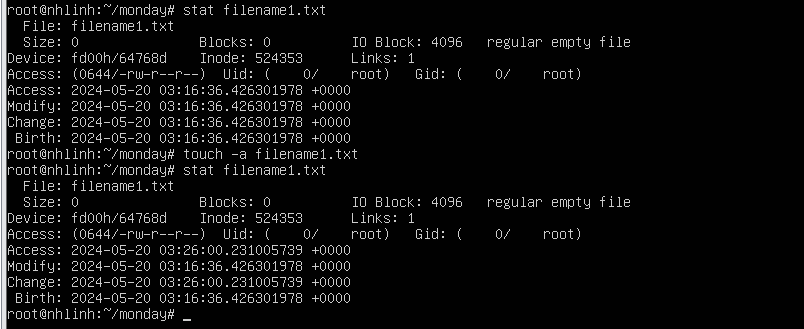 root@nhlinh:~/monday# stat filename1.txt
  File: filename1.txt
  Size: 0               Blocks: 0          IO Block: 4096   regular empty file
Device: fd00h/64768d    Inode: 524353      Links: 1
Access: (0644/-rw-r--r--)  Uid: (    0/    root)   Gid: (    0/    root)
Access: 2024-05-20 03:16:36.426301978 +0000
Modify: 2024-05-20 03:16:36.426301978 +0000
Change: 2024-05-20 03:16:36.426301978 +0000
 Birth: 2024-05-20 03:16:36.426301978 +0000
root@nhlinh:~/monday# touch -a filename1.txt
root@nhlinh:~/monday# stat filename1.txt
  File: filename1.txt
  Size: 0               Blocks: 0          IO Block: 4096   regular empty file
Device: fd00h/64768d    Inode: 524353      Links: 1
Access: (0644/-rw-r--r--)  Uid: (    0/    root)   Gid: (    0/    root)
Access: 2024-05-20 03:26:00.231005739 +0000
Modify: 2024-05-20 03:16:36.426301978 +0000
Change: 2024-05-20 03:26:00.231005739 +0000
 Birth: 2024-05-20 03:16:36.426301978 +0000
root@nhlinh:~/monday# _